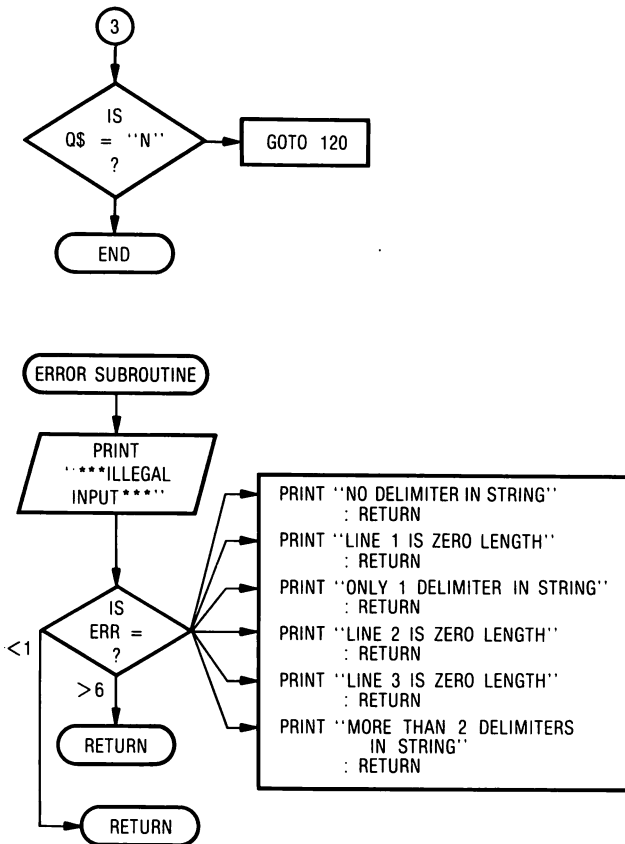 3
IS
Q$ = "N"
?
GOTO 120
END
ERROR SUBROUTINE
PRINT
"***ILLEGAL
INPUT***"
IS
ERR =
?
<1
>6
RETURN
RETURN
PRINT "NO DELIMITER IN STRING"
: RETURN
PRINT "LINE 1 IS ZERO LENGTH"
: RETURN
PRINT "ONLY 1 DELIMITER IN STRING"
: RETURN
PRINT "LINE 2 IS ZERO LENGTH"
: RETURN
PRINT "LINE 3 IS ZERO LENGTH"
: RETURN
PRINT "MORE THAN 2 DELIMITERS
IN STRING"
: RETURN